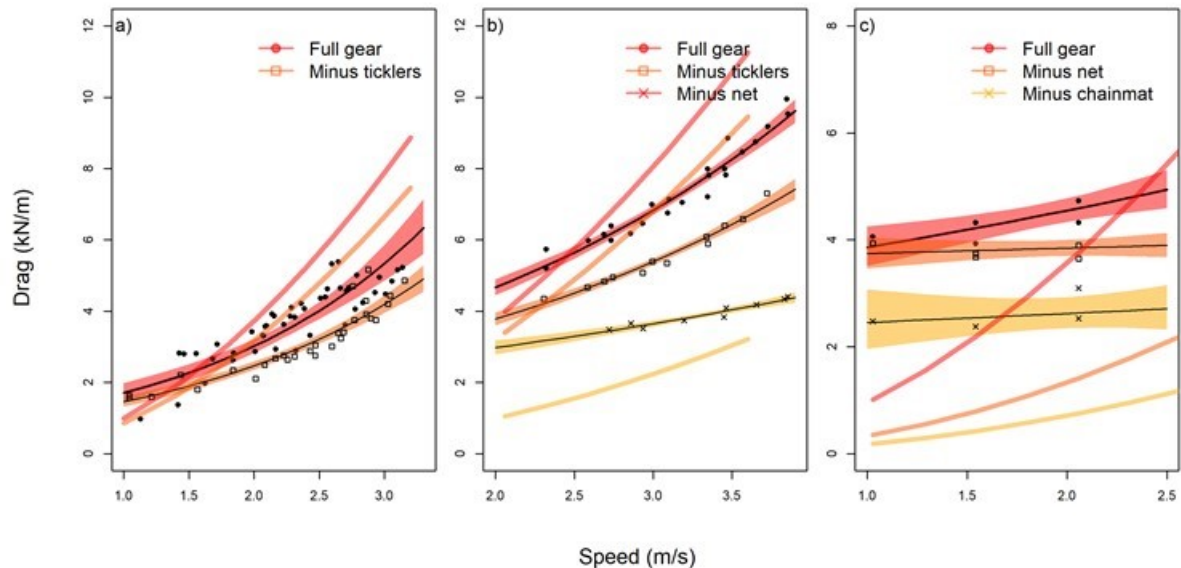 a)
Full gear
Minus ticklers
12
10
8
6
4
2
0
1.0 1.5 2.0 2.5 3.0
b)
Full gear
Minus ticklers
Minus net
12
10
8
6
4
2
0
2.0 2.5 3.0 3.5
c)
Full gear
Minus net
Minus chainmat
8
6
4
2
0
1.0 1.5 2.0 2.5
Drag (kN/m)
Speed (m/s)